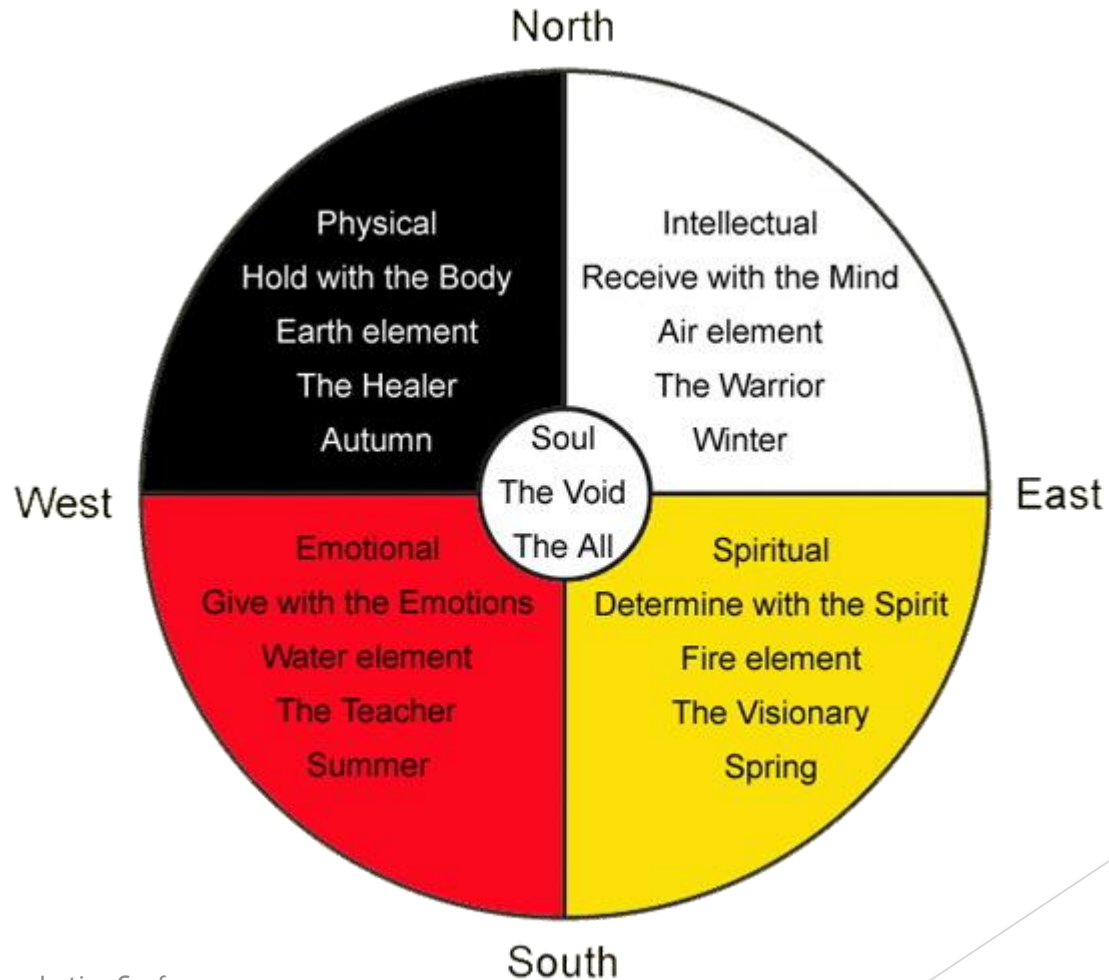 North
Physical
Hold with the Body
Earth element
The Healer
Autumn
Intellectual
Receive with the Mind
Air element
The Warrior
Winter
Soul
The Void
The All
West
East
Emotional
Give with the Emotions
Water element
The Teacher
Summer
Spiritual
Determine with the Spirit
Fire element
The Visionary
Spring
South